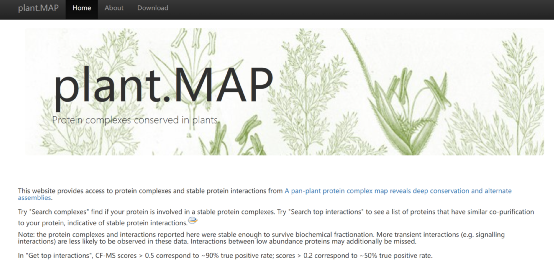 plant.MAP Home About Download
plant.MAP
Protein complexes conserved in plants
This website provides access to protein complexes and stable protein interactions from A pan-plant protein complex map reveals deep conservation and alternate
assemblies.
Try "Search complexes" find if your protein is involved in a stable protein complex. Try "Search top interactions" to see a list of proteins that have similar co-purification
to your protein, indicative of stable protein interactions
Note: the protein complexes and interactions reported here were stable enough to survive biochemical fractionation. More transient interactions (e.g. signalling
interactions) are less likely to be observed in these data. Interactions between low abundance proteins may additionally be missed.
In "Get top interactions", CF-MS scores > 0.5 correspond to ~90% true positive rate; scores > 0.2 correspond to ~50% true positive rate.